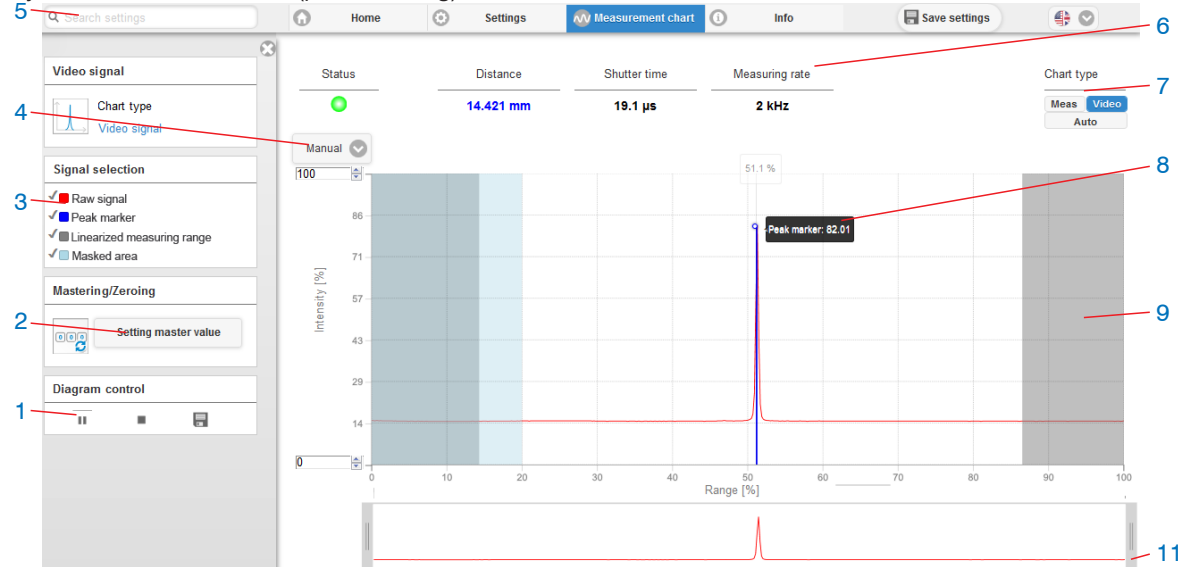 5
Search settings
Home
Settings
Measurement chart
Info
Save settings
6
Video signal
Chart type
Video signal
4
Status
Distance
14.421 mm
Shutter time
19.1 µs
Measuring rate
2 kHz
Chart type
7
Meas
Video
Auto
Manual
Signal selection
3
Raw signal
Peak marker
Linearized measuring range
Masked area
Mastering/Zeroing
2
0 0 0
Setting master value
Diagram control
1
100
51.1 %
8
Peak marker: 82.01
86
71
57
43
29
14
0
Intensity [%]
9
0 10 20 30 40 50 60 70 80 90 100
Range [%]
11